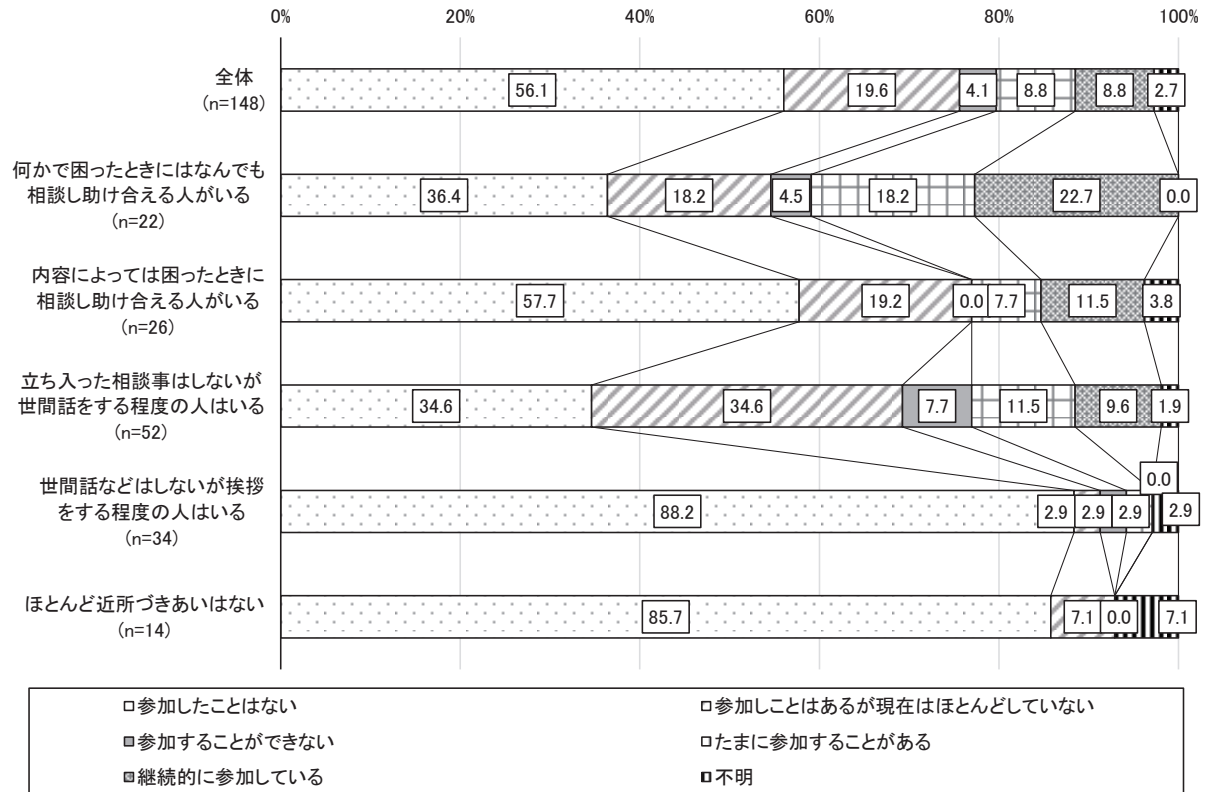 0% 20% 40% 60% 80% 100%
全体
(n=148)
56.1 19.6 4.1 8.8 8.8 2.7
何かで困ったときにはなんでも
相談し助け合える人がいる
(n=22)
36.4 18.2 4.5 18.2 22.7 0.0
内容によっては困ったときに
相談し助け合える人がいる
(n=26)
57.7 19.2 0.0 7.7 11.5 3.8
立ち入った相談事はしないが
世間話をする程度の人はいる
(n=52)
34.6 34.6 7.7 11.5 9.6 1.9
世間話などはしないが挨拶
をする程度の人はいる
(n=34)
0.0
88.2 2.9 2.9 2.9 2.9
ほとんど近所づきあいはない
(n=14)
85.7 7.1 0.0 7.1
参加したことはない
参加しことはあるが現在はほとんどしていない
参加することができない
たまに参加することがある
継続的に参加している
不明